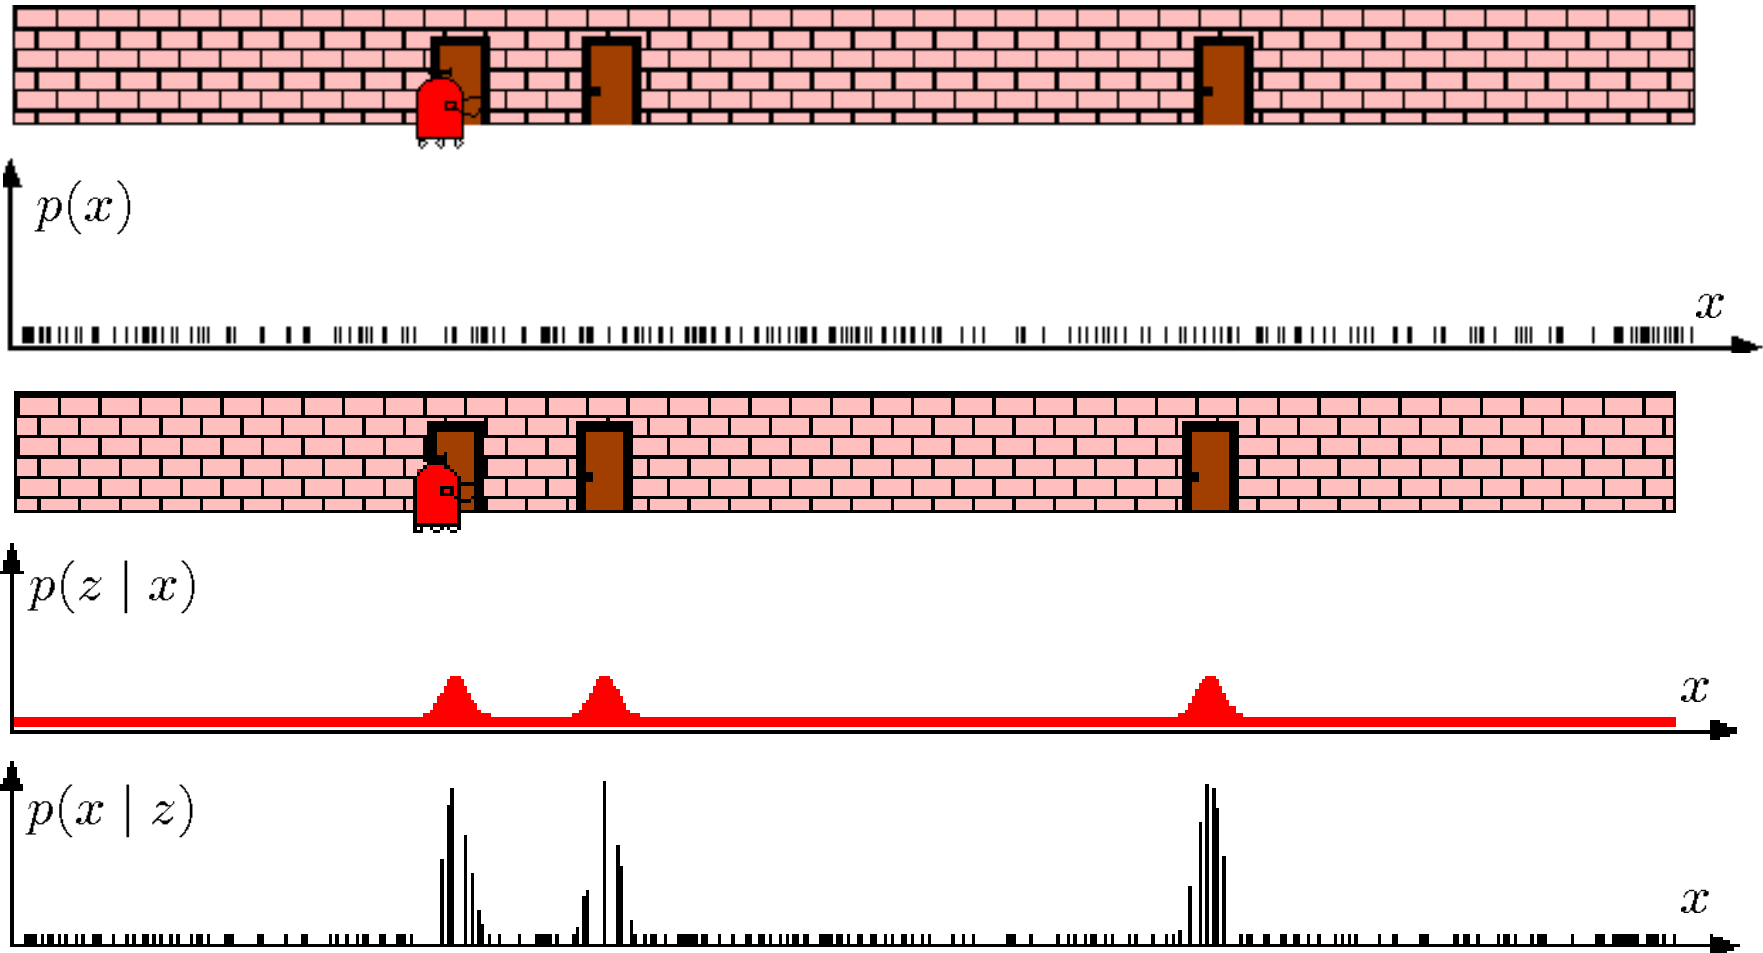 p(x)
x
p(z | x)
x
p(x | z)
x